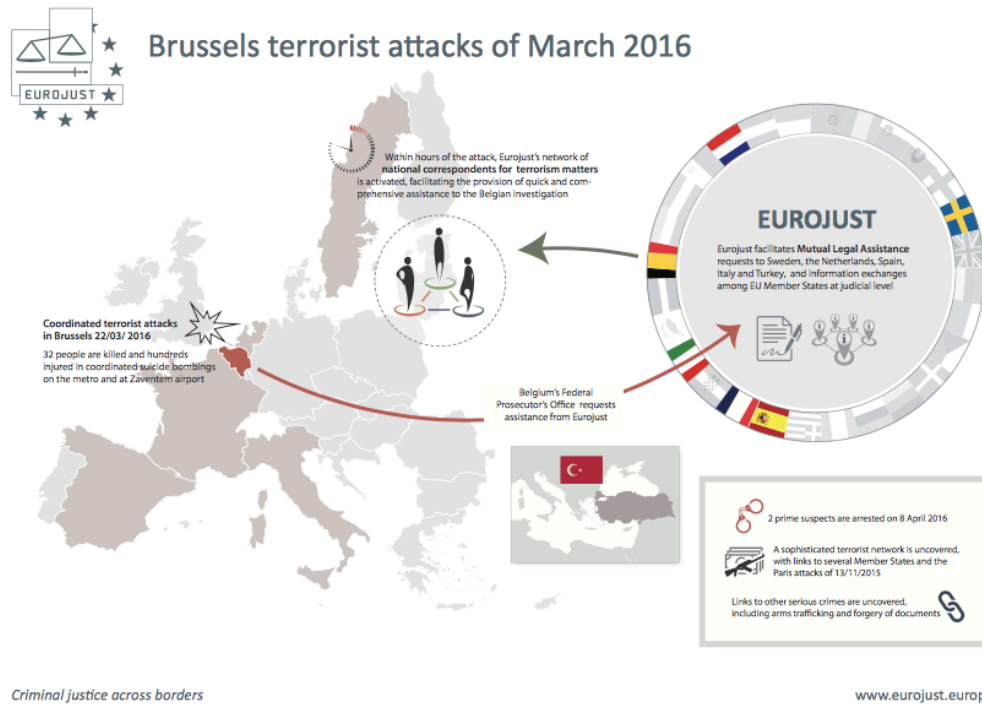 EUROJUST
Brussels terrorist attacks of March 2016
Within hours of the attack, Eurojust's network of
national correspondents for terrorism matters
is activated, facilitating the provision of quick and com-
prehensive assistance to the Belgian investigation
EUROJUST
Eurojust facilitates Mutual Legal Assistance
requests to Sweden, the Netherlands, Spain,
Italy and Turkey, and information exchanges
among EU Member States at judicial level
Coordinated terrorist attacks
in Brussels 22/03/ 2016
32 people are killed and hundreds
injured in coordinated suicide bombings
on the metro and at Zaventem airport
Belgium's Federal
Prosecutor's Office requests
assistance from Eurojust
2 prime suspects are arrested on 8 April 2016
A sophisticated terrorist network is uncovered,
with links to several Member States and the
Paris attacks of 13/11/2015
Links to other serious crimes are uncovered,
including arms trafficking and forgery of documents
Criminal justice across borders
www.eurojust.europ